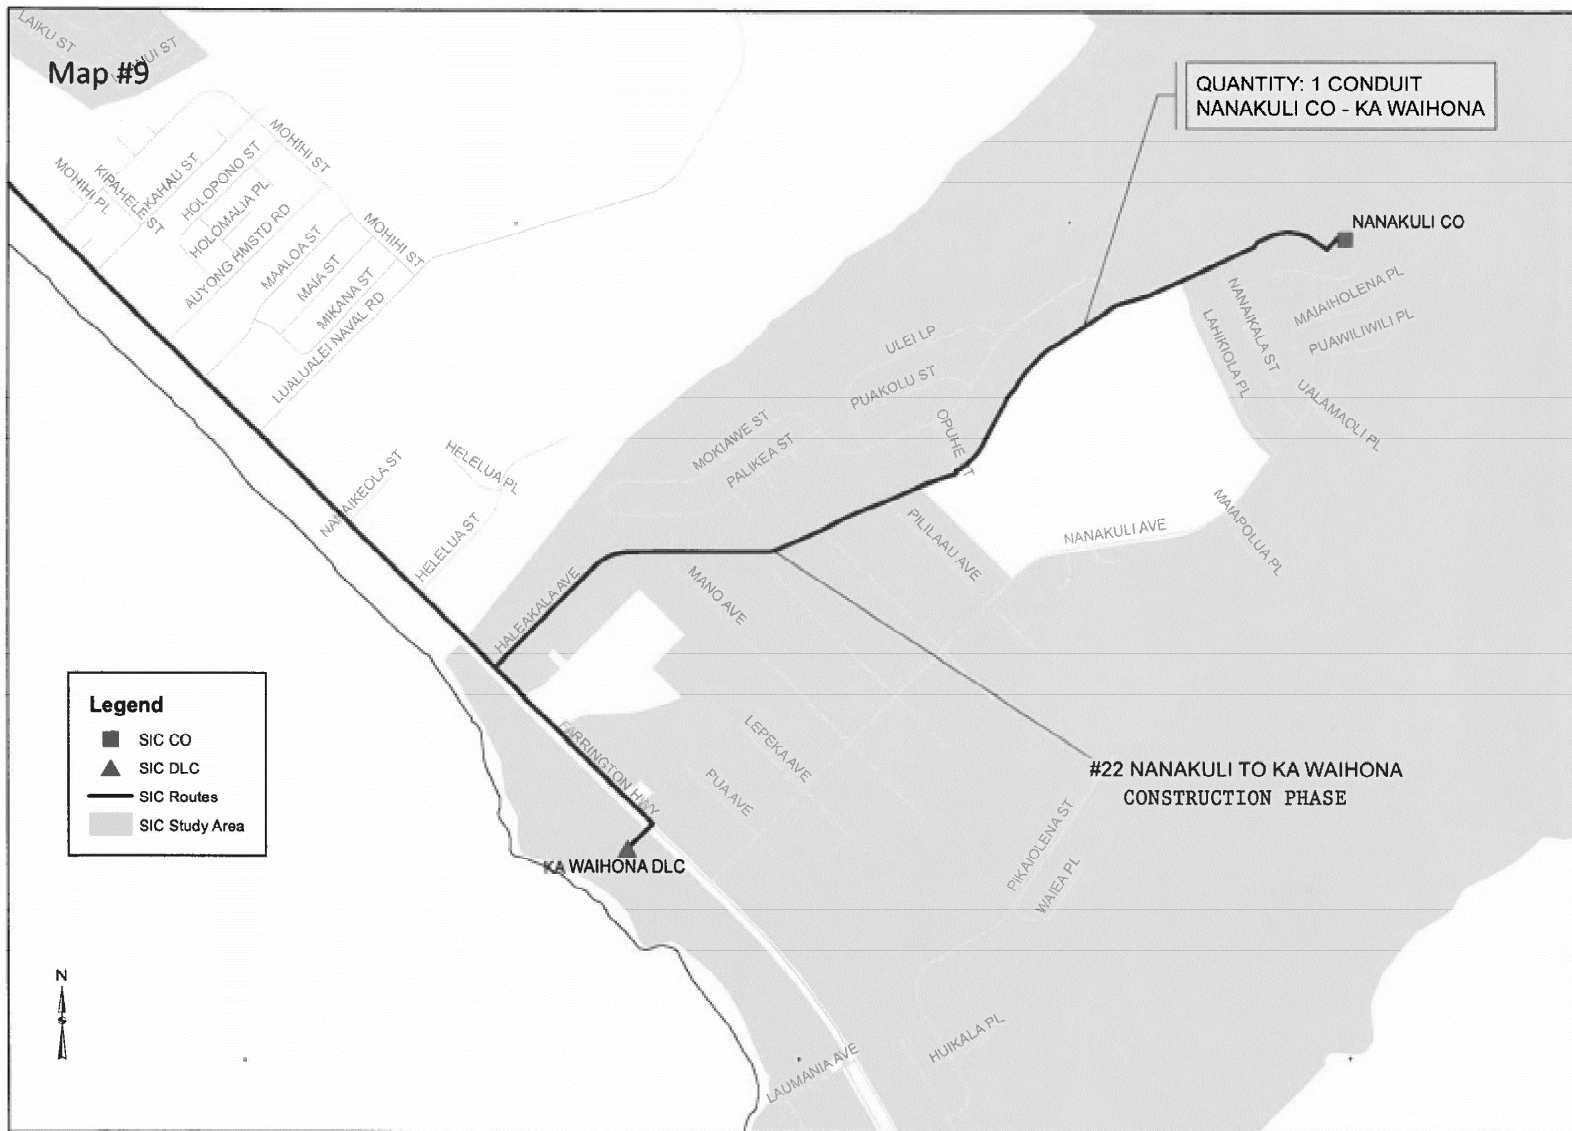 LAIKU ST
Map #9
QUANTITY: 1 CONDUIT
NANAKULI CO - KA WAIHONA
MOHIHI ST
MOHIHI PL
KIPAHELE ST
KAHAU ST
HOLOPONO ST
HOLOMALIA PL
AUYONG HMSTD RD
MAALOA ST
MOHIHI ST
MAIA ST
MIKANA ST
LUALUALEI NAVAL RD
NANAKULI CO
NANAIKALA ST
MAIAIHOLENA PL
LAHIKIOLA PL
PUAWILIWILI PL
UALAMAOLI PL
ULEI LP
PUAKOLU ST
OPUHE ST
MOKIAWE ST
PALIKEA ST
HELELUA PL
NANAIKEOLA ST
HELELUA ST
PILILAAU AVE
NANAKULI AVE
MAIAPOLUA PL
HALEAKALA AVE
MANO AVE
Legend
SIC CO
SIC DLC
SIC Routes
SIC Study Area
FARRINGTON HWY
LEPEKA AVE
PUA AVE
#22 NANAKULI TO KA WAIHONA
CONSTRUCTION PHASE
KA WAIHONA DLC
PIKAIOLENA ST
WAIEA PL
N
HUIKALA PL
LAUMANIA AVE